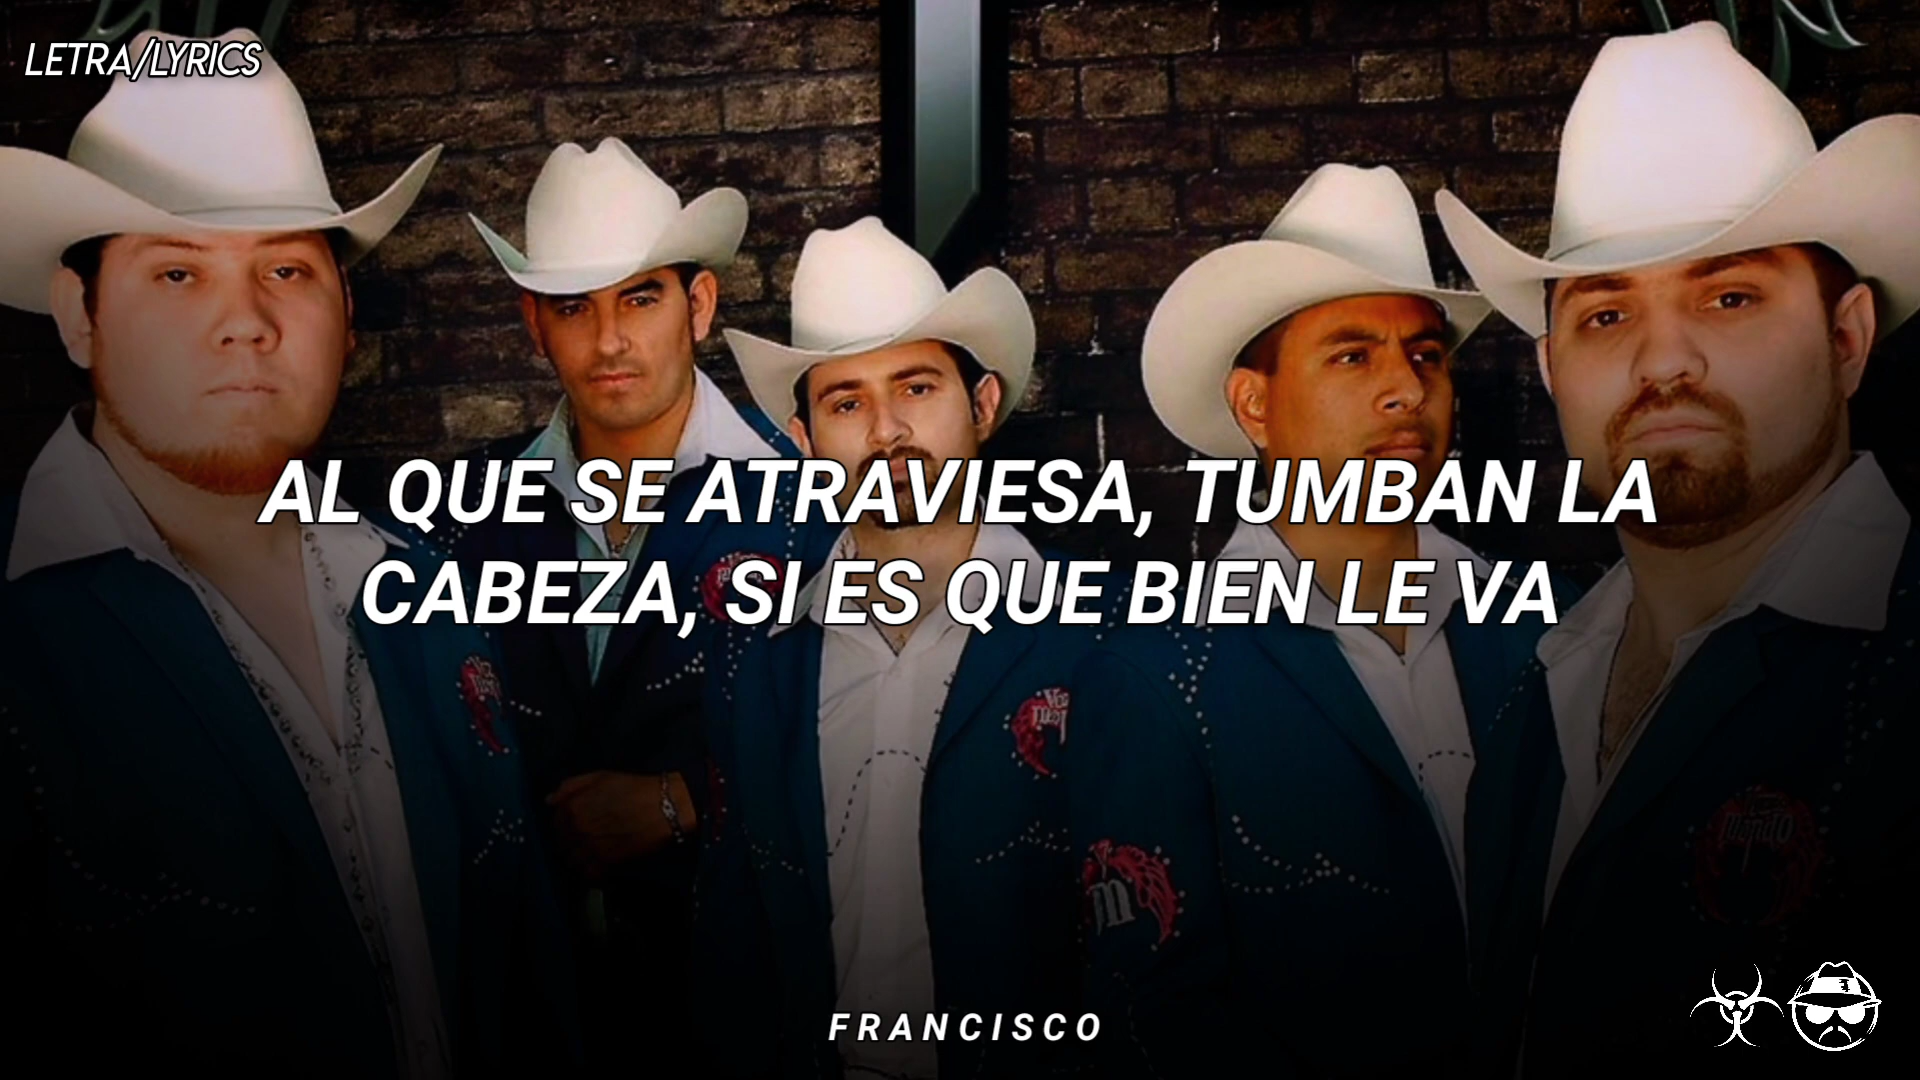 LETRA/LYRICS
AL QUE SE ATRAVIESA, TUMBAN LA
CABEZA, SI ES QUE BIEN LE VA
FRANCISCO